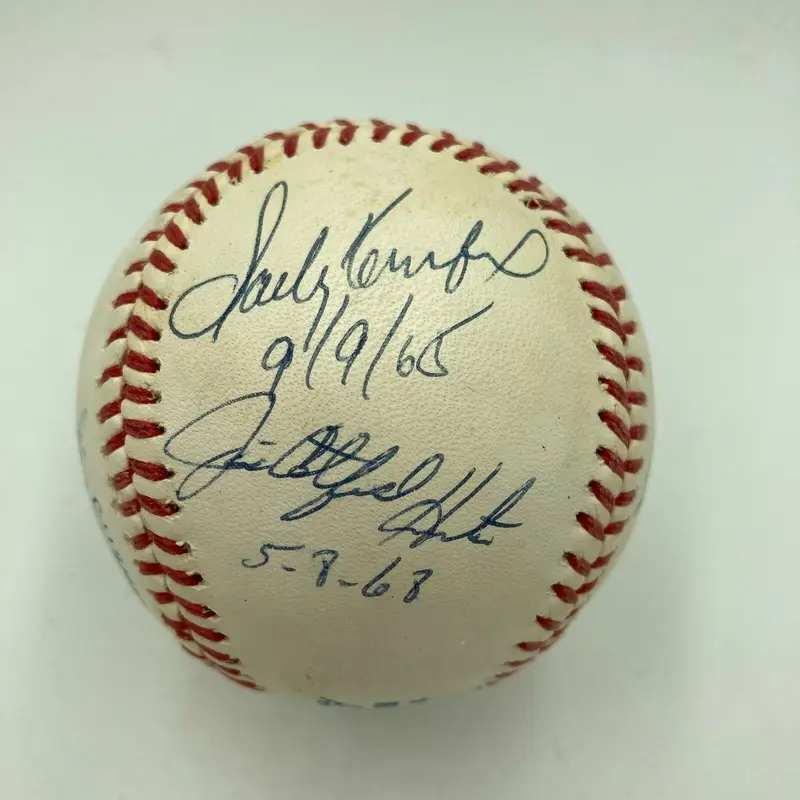 Sandy Koufax
9/9/65
Jim Catfish Hunter
5-8-68